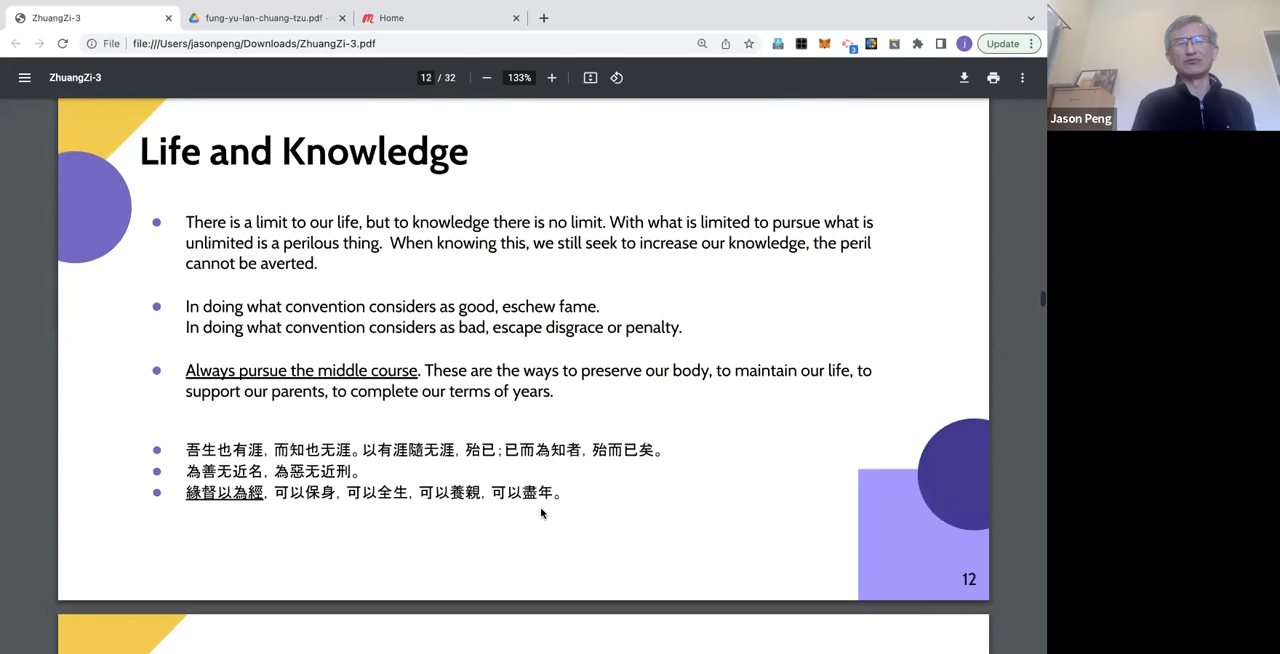 ZhuangZi-3
fung-yu-lan-chuang-tzu.pdf -
Home
File
file:///Users/jasonpeng/Downloads/ZhuangZi-3.pdf
3
j
Update
ZhuangZi-3
12 / 32
133%
Jason Peng
Life and Knowledge
There is a limit to our life, but to knowledge there is no limit. With what is limited to pursue what is
unlimited is a perilous thing. When knowing this, we still seek to increase our knowledge, the peril
cannot be averted.
In doing what convention considers as good, eschew fame.
In doing what convention considers as bad, escape disgrace or penalty.
Always pursue the middle course. These are the ways to preserve our body, to maintain our life, to
support our parents, to complete our terms of years.
吾生也有涯，而知也无涯。以有涯隨无涯，殆已；已而為知者，殆而已矣。
為善无近名，為惡无近刑。
緣督以為經，可以保身，可以全生，可以養親，可以盡年。
12